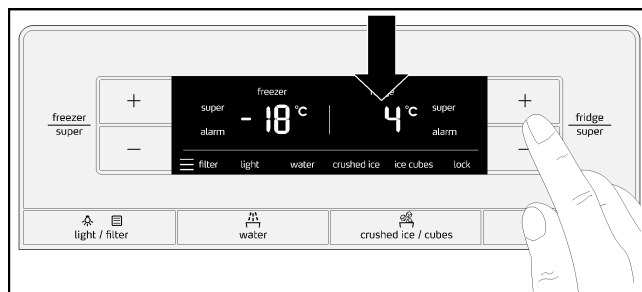 freezer
super
+
−
freezer
super
alarm
- 18 °C
4 °C
super
alarm
filter
light
water
crushed ice
ice cubes
lock
+
−
fridge
super
light / filter
water
crushed ice / cubes